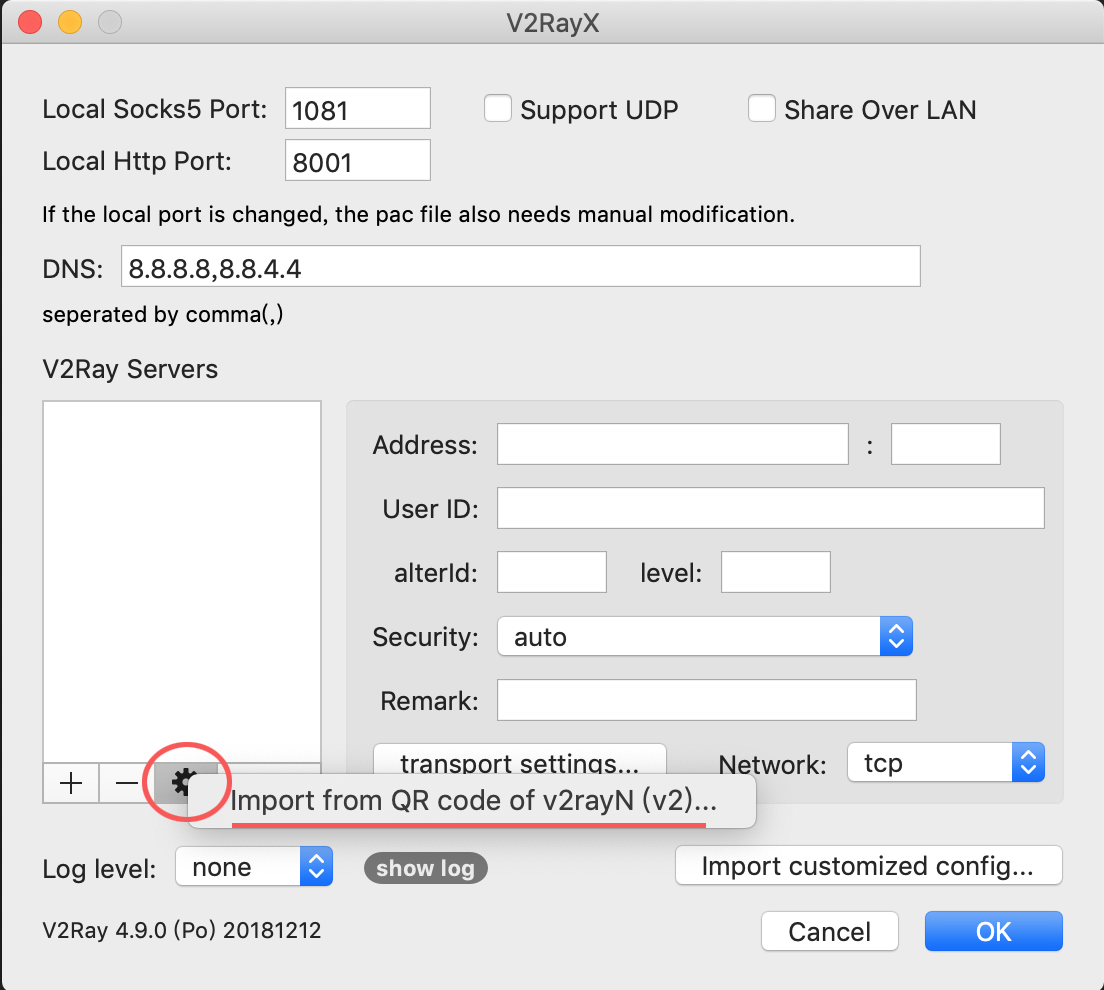 V2RayX
Local Socks5 Port: 1081 Support UDP Share Over LAN
Local Http Port: 8001
If the local port is changed, the pac file also needs manual modification.
DNS: 8.8.8.8,8.8.4.4
seperated by comma(,)
V2Ray Servers
Address: :
User ID:
alterId: level:
Security: auto
Remark:
transport settings... Network: tcp
Import from QR code of v2rayN (v2)...
Log level: none show log Import customized config...
V2Ray 4.9.0 (Po) 20181212 Cancel OK